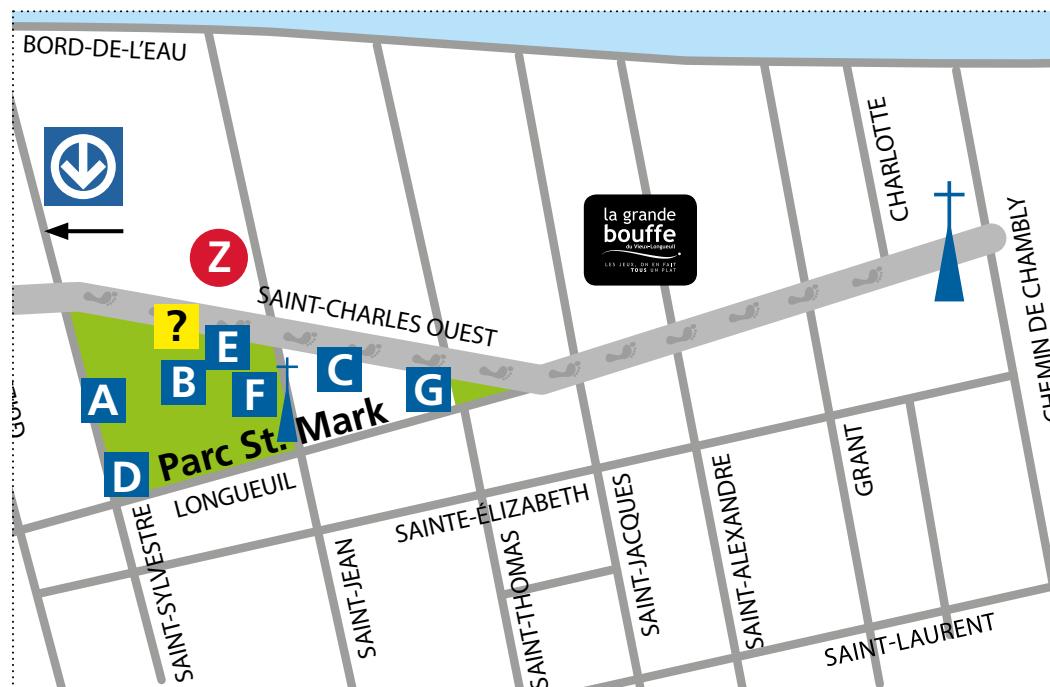 BORD-DE-L'EAU
CHARLOTTE
la grande
bouffe
du Vieux-Longueuil
LES JEUX, ON EN FAIT
TOUS UN PLAT
CHEMIN DE CHAMBLY
Z
SAINT-CHARLES OUEST
?
E
C
B
G
F
A
Parc St. Mark
D
LONGUEUIL
SAINTE-ÉLIZABETH
GRANT
SAINT-SYLVESTRE
SAINT-JEAN
SAINT-THOMAS
SAINT-JACQUES
SAINT-ALEXANDRE
SAINT-LAURENT